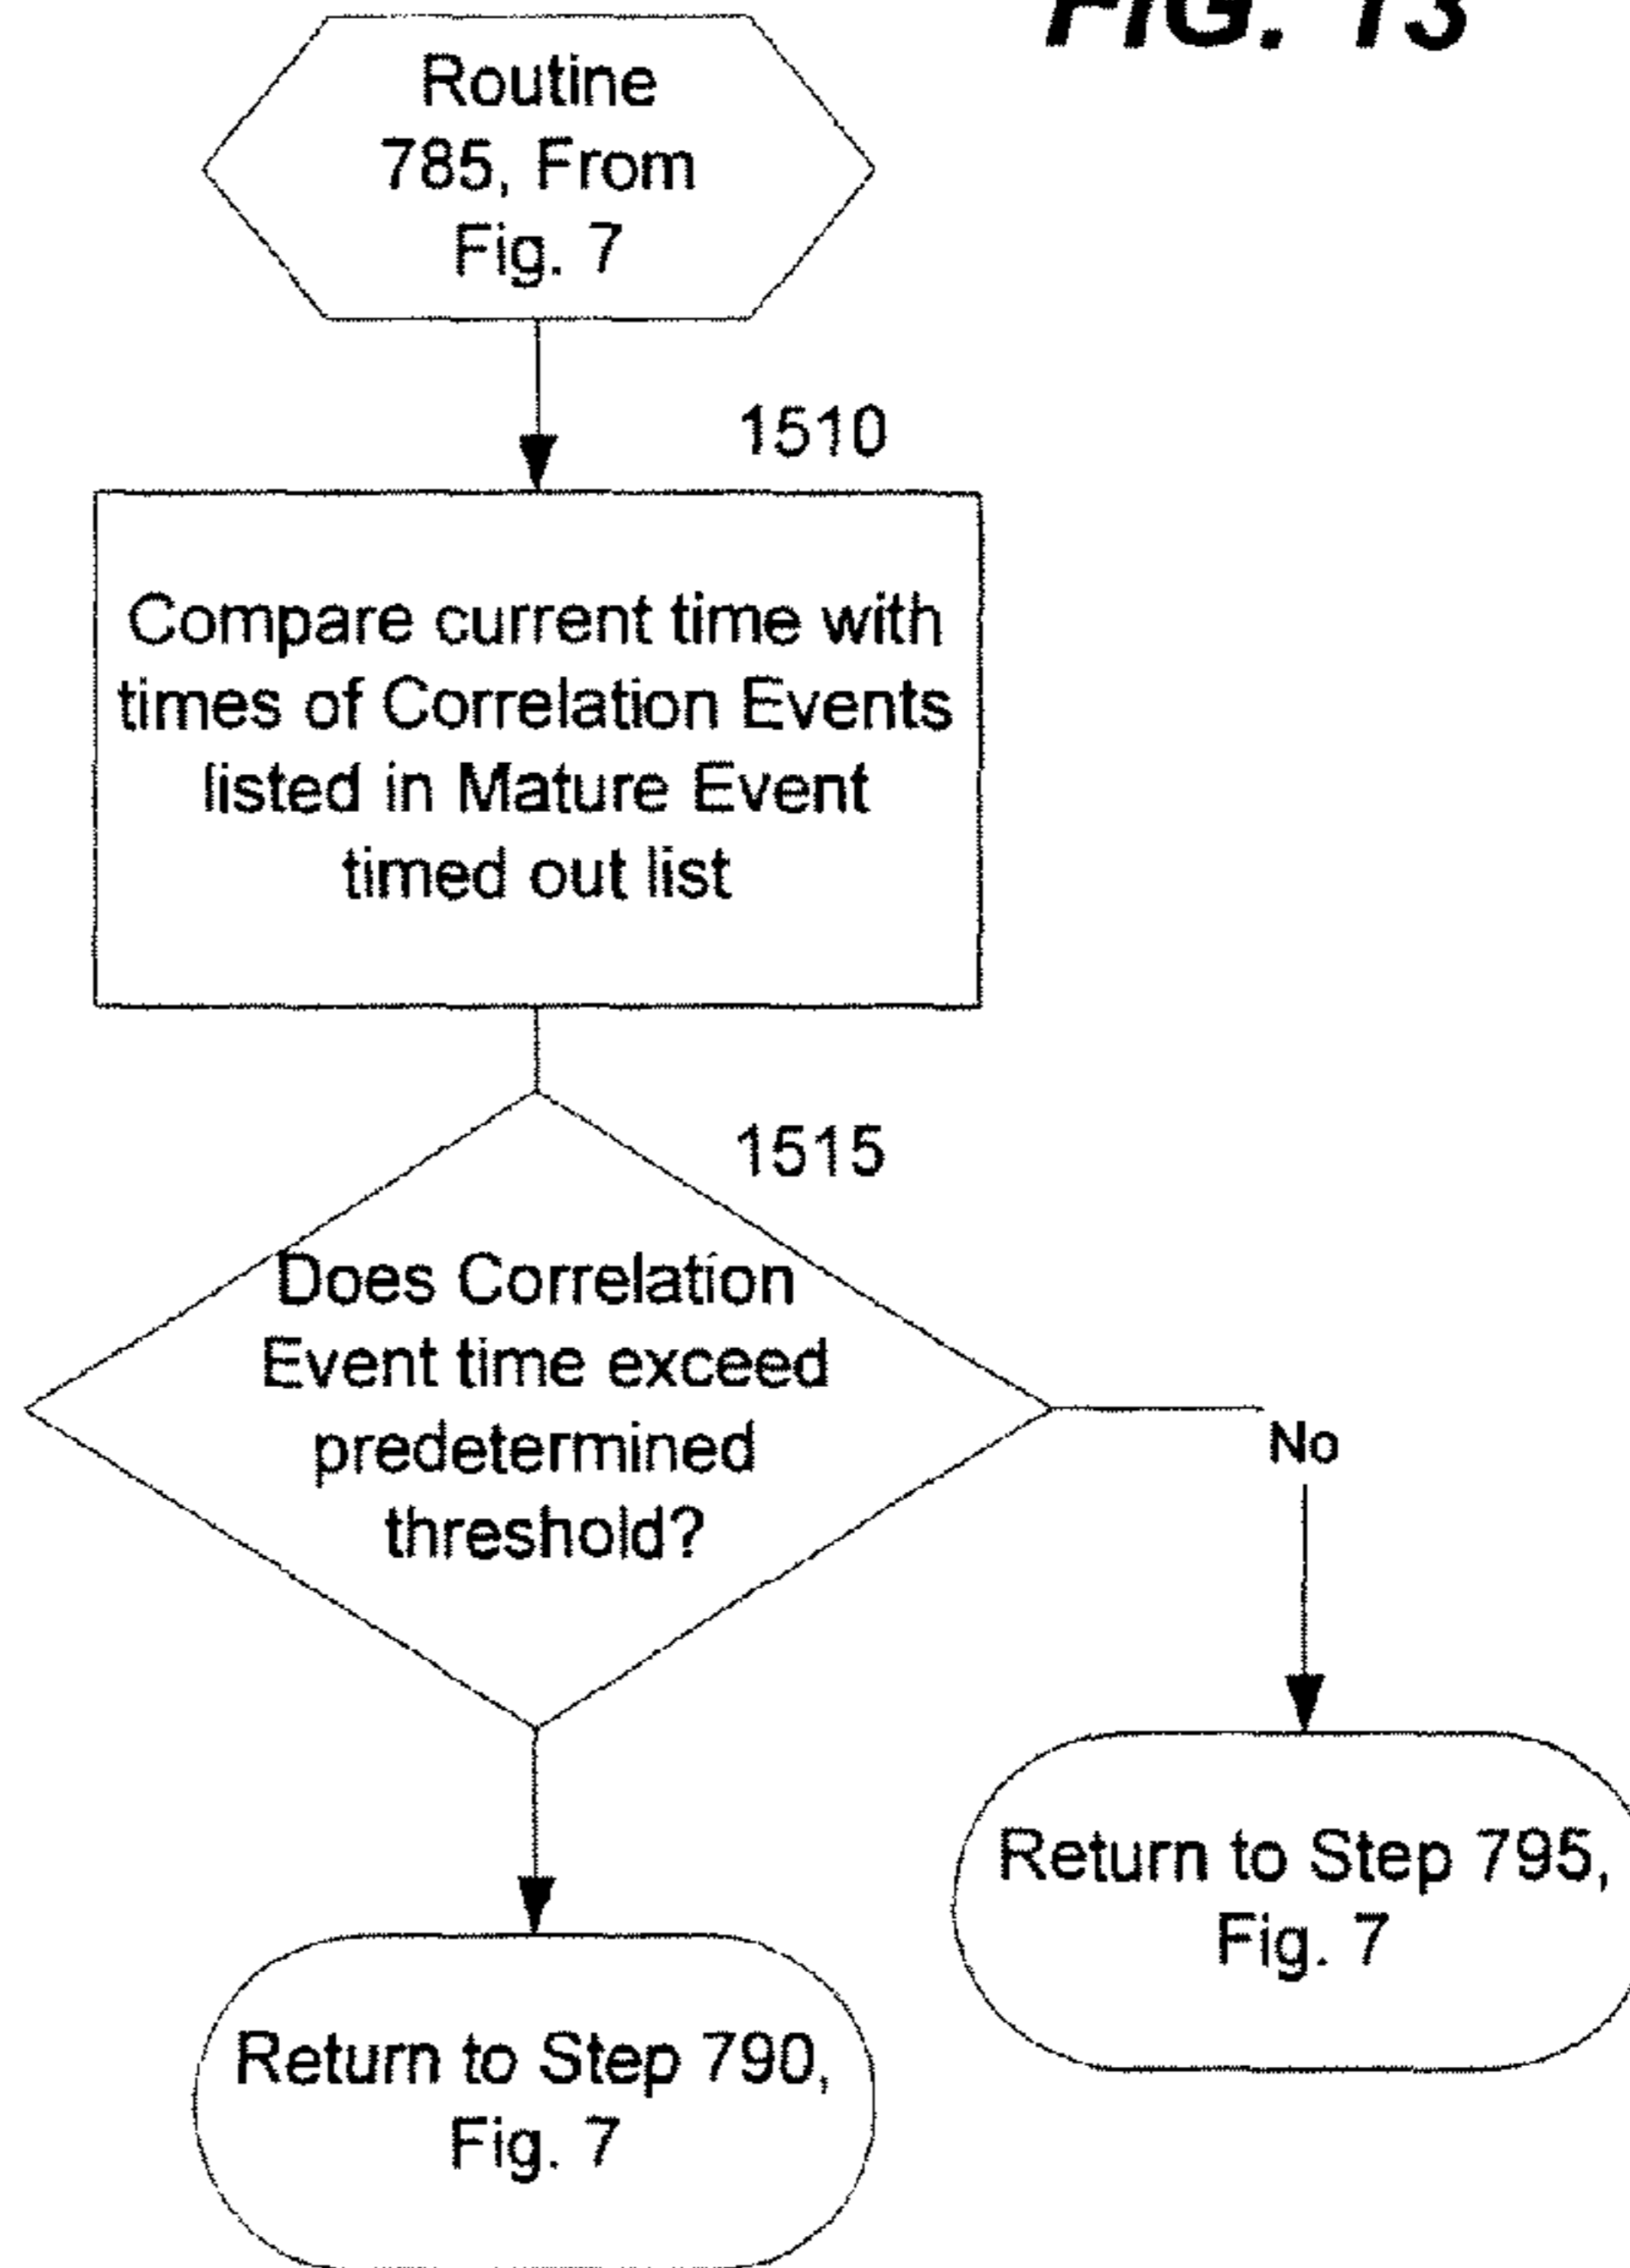 FIG. 13
Routine
785, From
Fig. 7
1510
Compare current time with
times of Correlation Events
listed in Mature Event
timed out list
1515
Does Correlation
Event time exceed
predetermined
threshold?
No
Return to Step 795,
Fig. 7
Return to Step 790,
Fig. 7